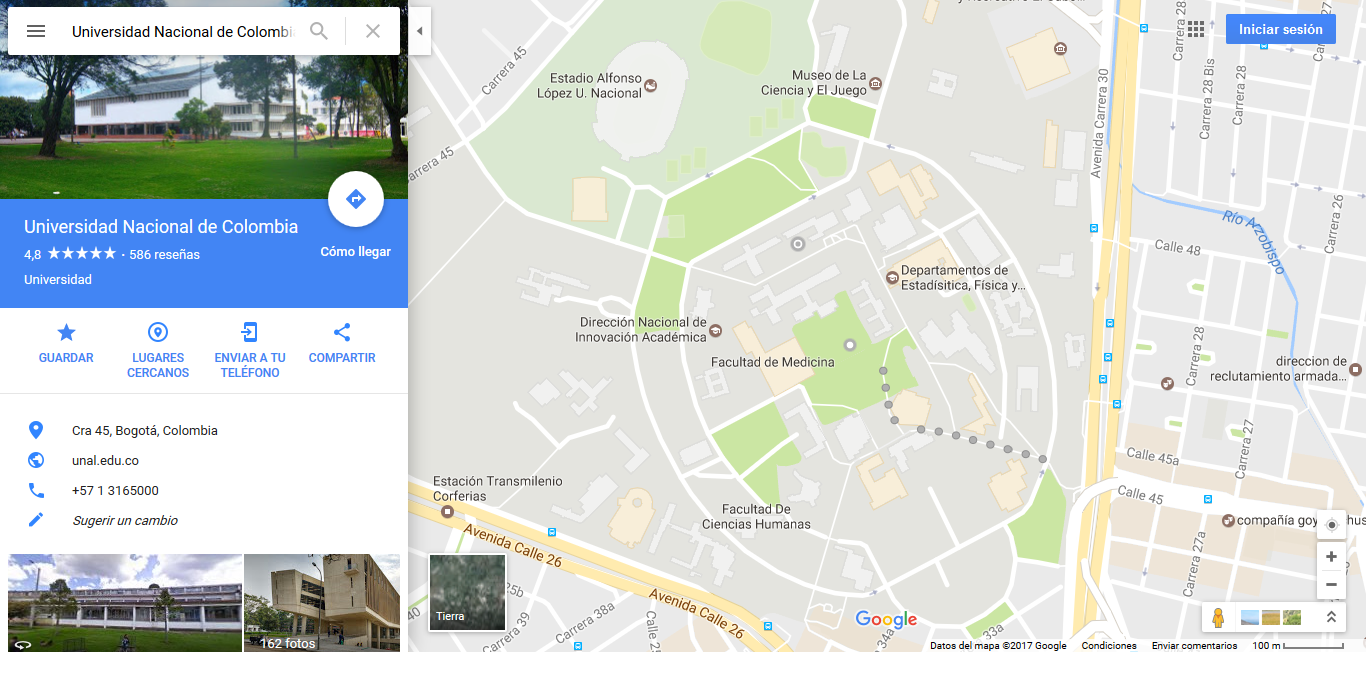 Universidad Nacional de Colombi
Universidad Nacional de Colombia
4,8 ★★★★★ · 586 reseñas
Universidad
Cómo llegar
GUARDAR
LUGARES
CERCANOS
ENVIAR A TU
TELÉFONO
COMPARTIR
Cra 45, Bogotá, Colombia
unal.edu.co
+57 1 3165000
Sugerir un cambio
162 fotos
Iniciar sesión
Carrera 45
Carrera 45
Estadio Alfonso
López U. Nacional
Museo de La
Ciencia y El Juego
Avenida Carrera 30
Carrera 28
Carrera 28 Bis
Carrera 28
Río Arzobispo
Carrera 26
Calle 48
Departamentos de
Estadísitica, Física y...
Dirección Nacional de
Innovación Académica
Facultad de Medicina
Carrera 28
direccion de
reclutamiento armada...
Carrera 27
Calle 45a
Calle 45
Estación Transmilenio
Corferias
Facultad De
Ciencias Humanas
compañía goy
hus
Carrera 27a
Avenida Calle 26
Avenida Calle 26
Tierra
25b
40
Carrera 39
Carrera 38a
Calle 25
34a
33a
Google
Datos del mapa ©2017 Google
Condiciones
Enviar comentarios
100 m